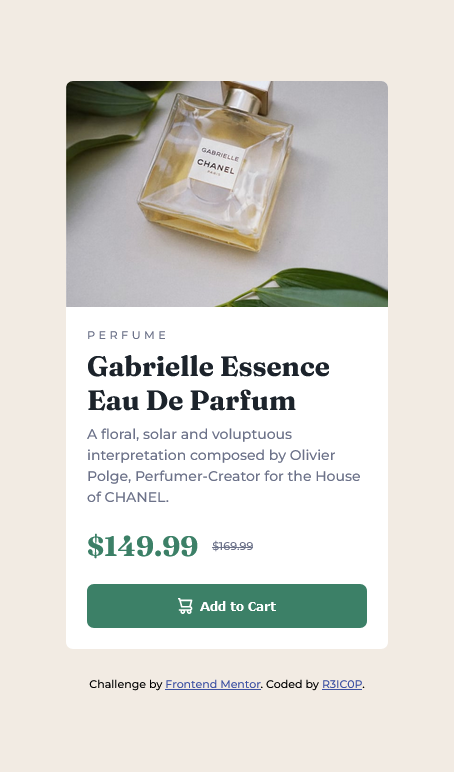 GABRIELLE
CHANEL
PARIS
PERFUME
Gabrielle Essence
Eau De Parfum
A floral, solar and voluptuous
interpretation composed by Olivier
Polge, Perfumer-Creator for the House
of CHANEL.
$149.99 $169.99
Add to Cart
Challenge by Frontend Mentor. Coded by R3IC0P.